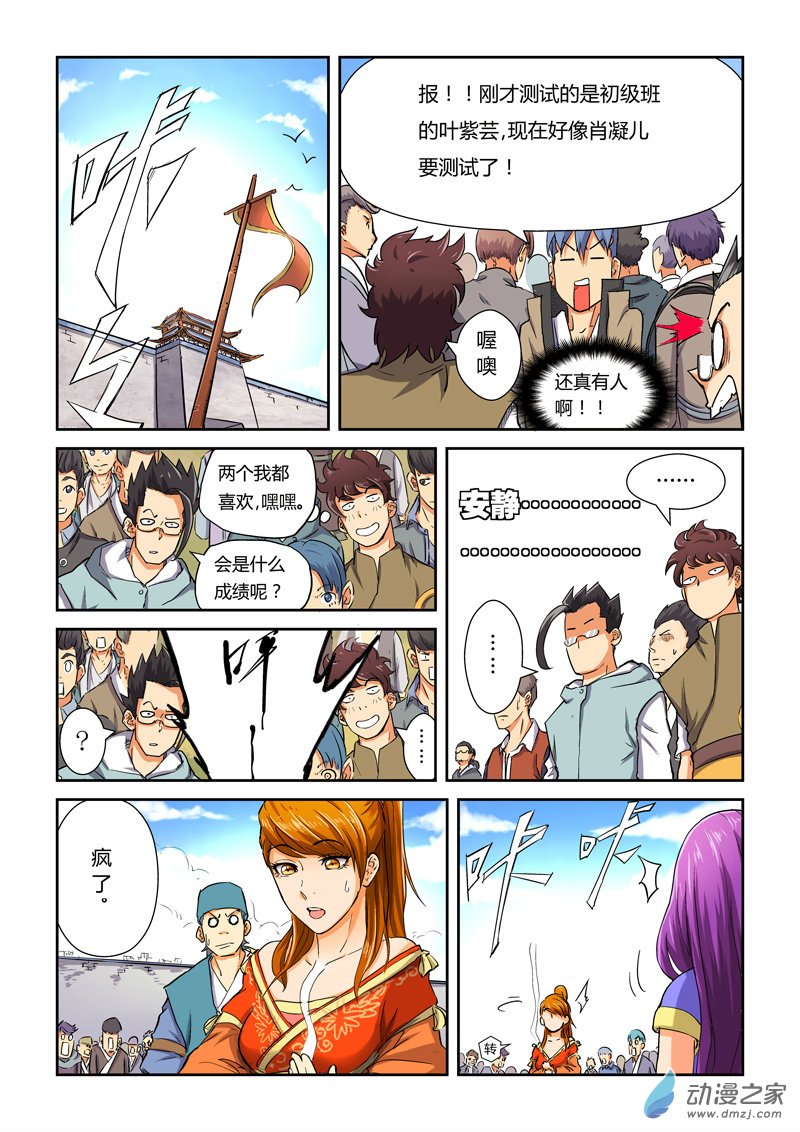 咔
报！！刚才测试的是初级班
的叶紫芸，现在好像肖凝儿
要测试了！
喔
噢
还真有人
啊！！
两个我都
喜欢，嘿嘿。
会是什么
成绩呢？
……
安静。。。。。。。。。。。。
。。。。。。。。。。。。。。。。。。
……
？
咔
……
疯
了
。
咔 咔
转
动漫之家
www.dmzj.com